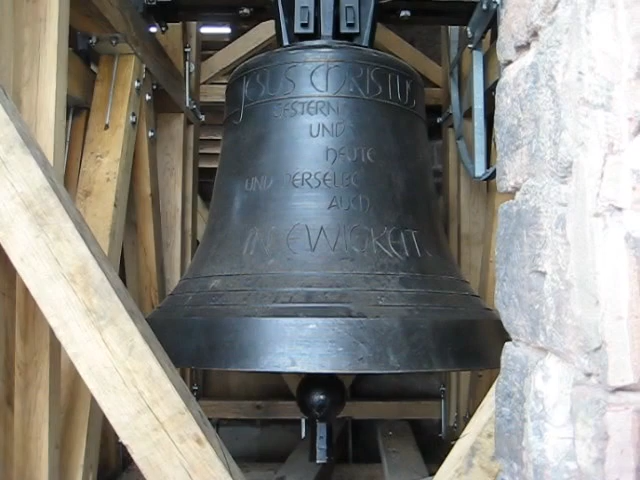 JESUS CHRISTUS
GESTERN
UND
HEUTE
UND DERSELBE
AUCH
IN EWIGKEIT